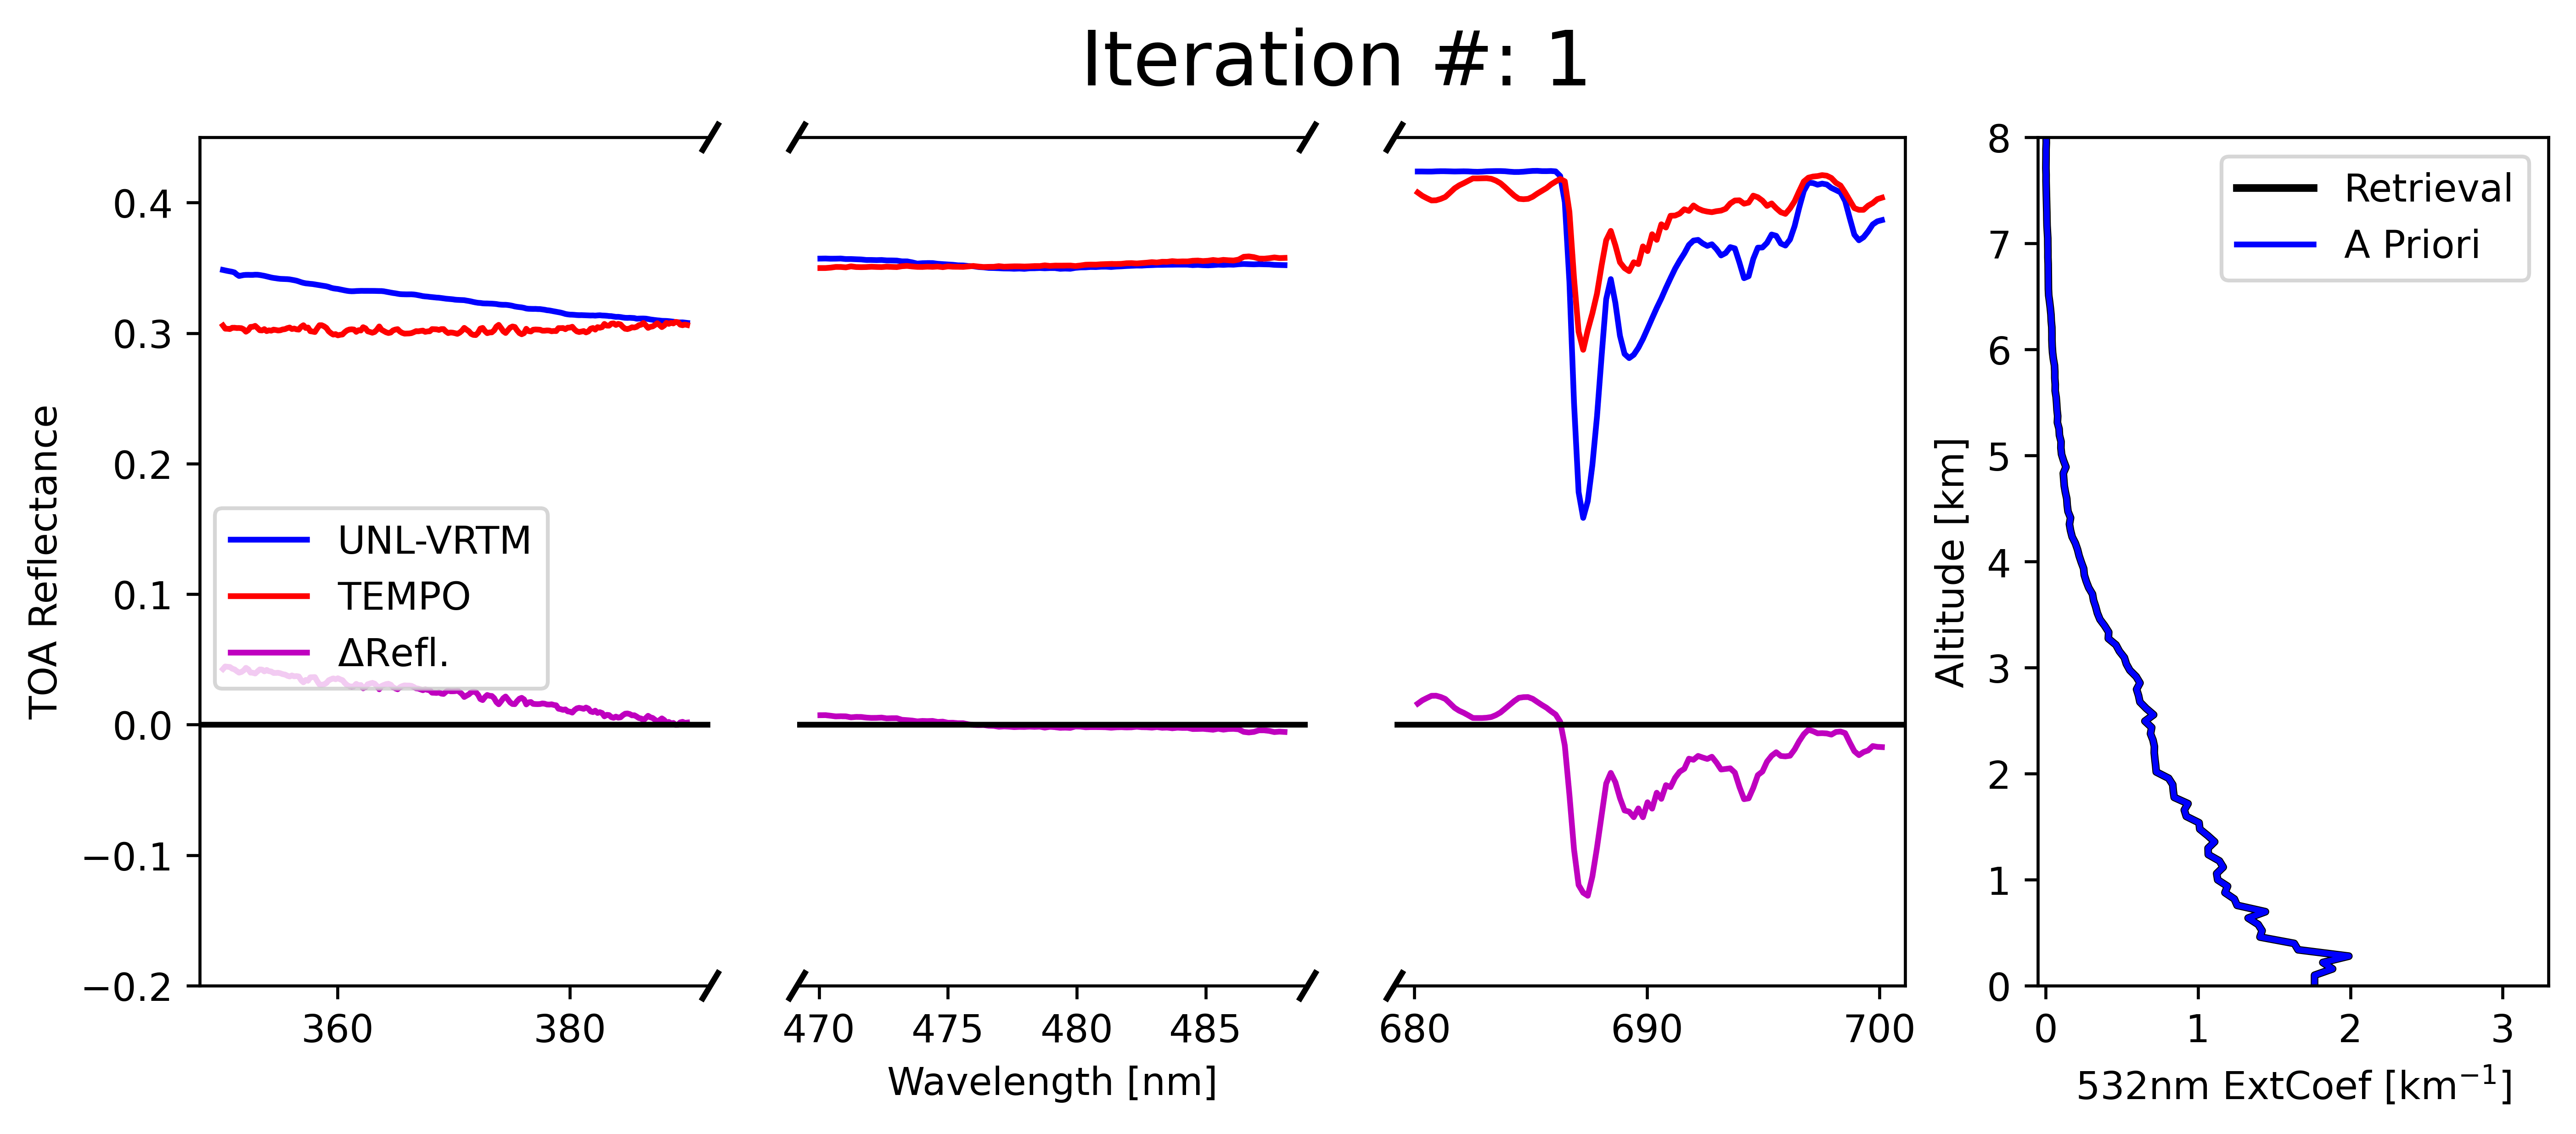 Iteration #: 1
TOA Reflectance
0.4
0.3
0.2
0.1
0.0
−0.1
−0.2
UNL-VRTM
TEMPO
ΔRefl.
360 380
470 475 480 485
680 690 700
Wavelength [nm]
Altitude [km]
8
7
6
5
4
3
2
1
0
Retrieval
A Priori
0 1 2 3
532nm ExtCoef [km⁻¹]